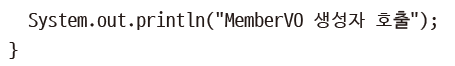 System.out.println("MemberVO 생성자 호출");
}